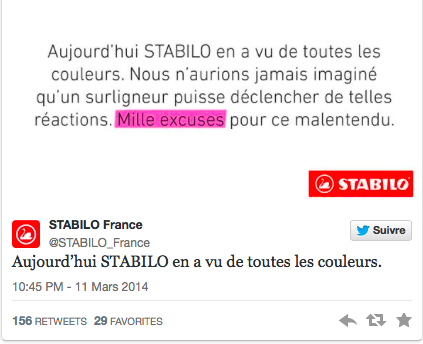 Aujourd'hui STABILO en a vu de toutes les
couleurs. Nous n'aurions jamais imaginé
qu'un surligneur puisse déclencher de telles
réactions. Mille excuses pour ce malentendu.
STABILO
STABILO France
@STABILO_France
Suivre
Aujourd'hui STABILO en a vu de toutes les couleurs.
10:45 PM - 11 Mars 2014
156 RETWEETS 29 FAVORITES